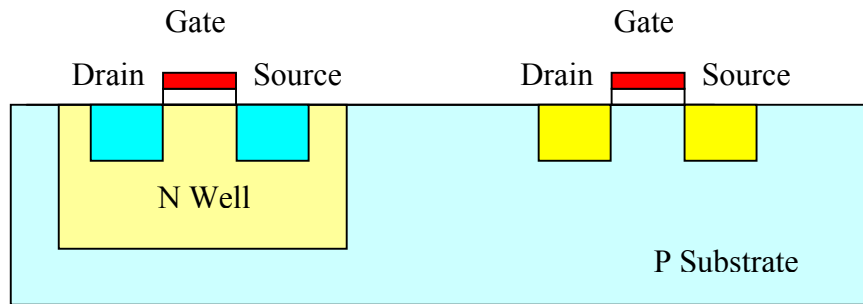 Gate
Gate
Drain
Source
Drain
Source
N Well
P Substrate